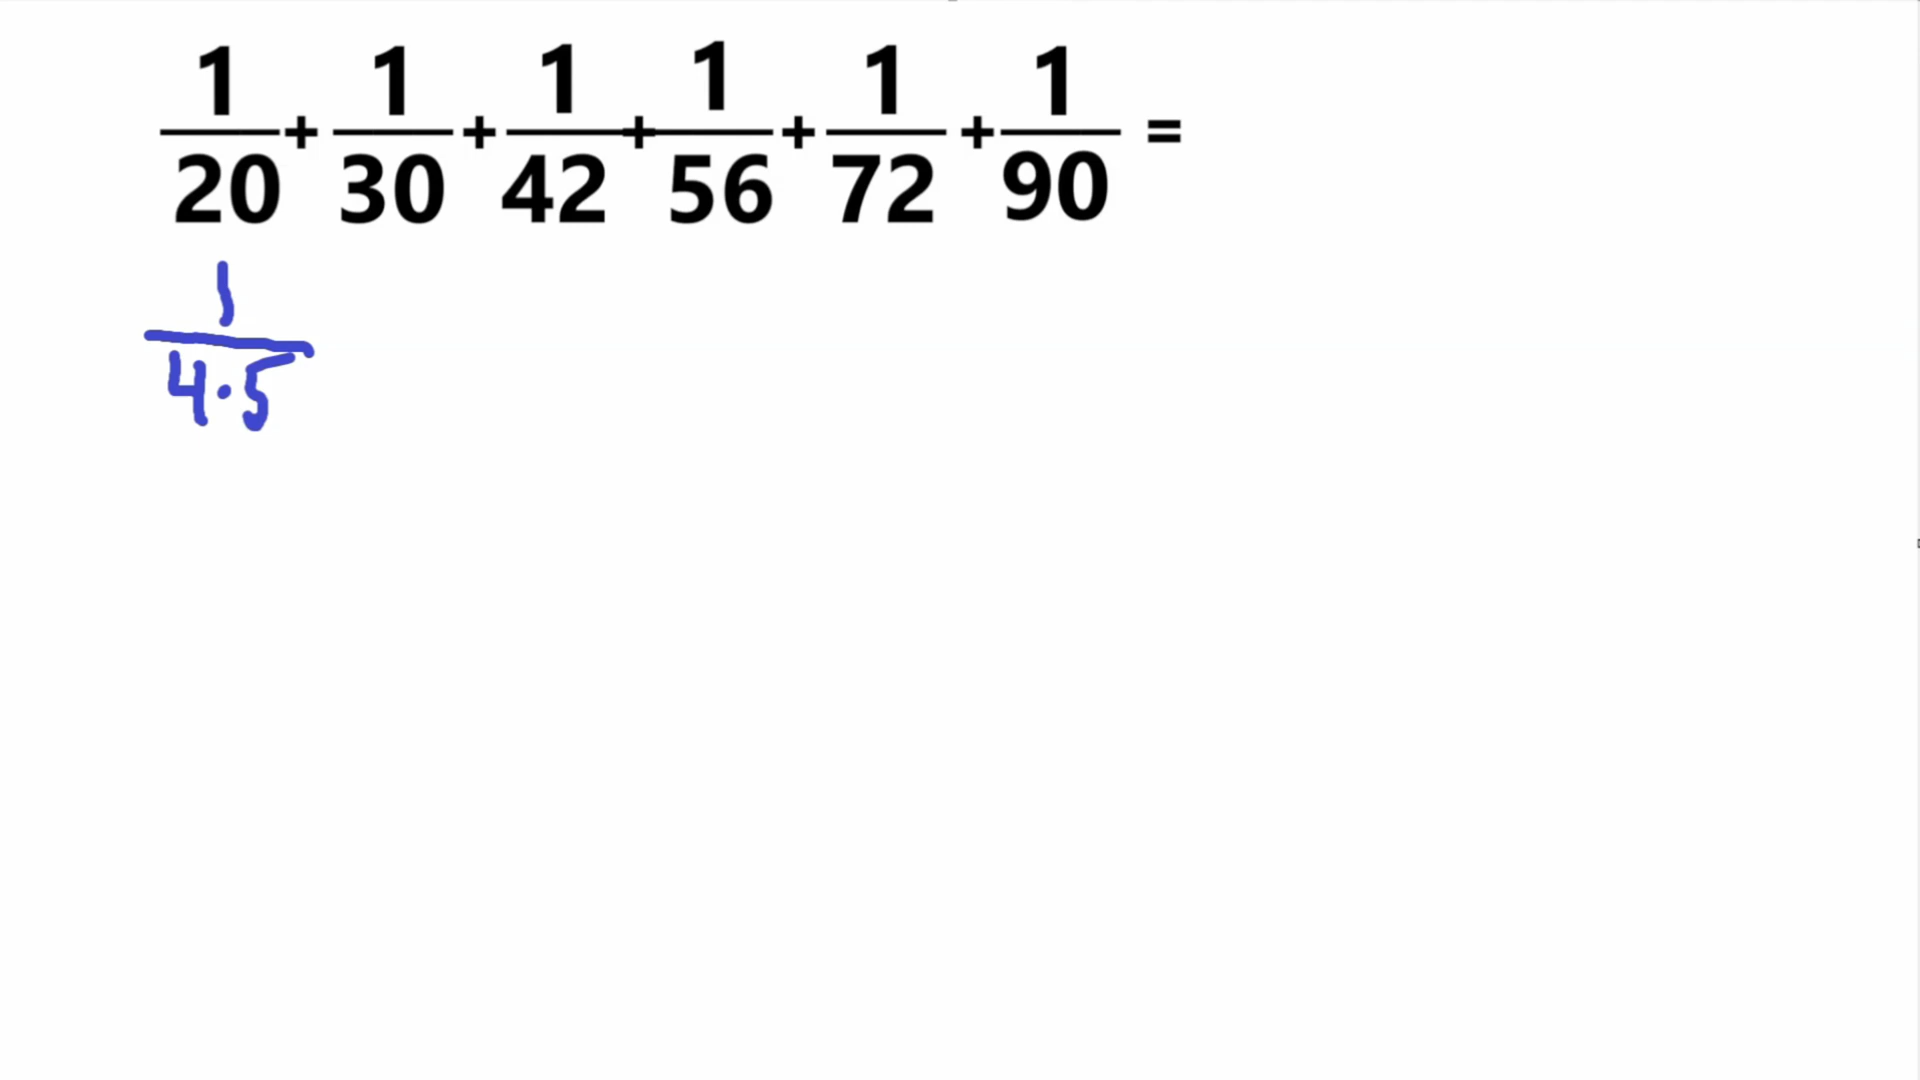 1/20 + 1/30 + 1/42 + 1/56 + 1/72 + 1/90 =
1/4·5